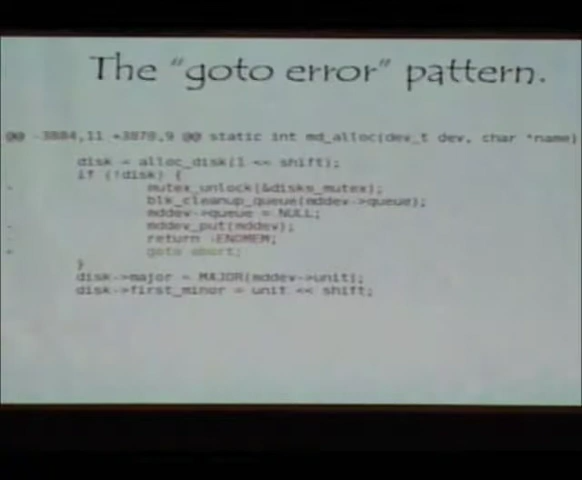 The "goto error" pattern.
@@ -3884,11 +3878,9 @@ static int md_alloc(dev_t dev, char *name)
disk = alloc_disk(1 << shift);
if (!disk) {
- mutex_unlock(&disks_mutex);
blk_cleanup_queue(mddev->queue);
mddev->queue = NULL;
- mddev_put(mddev);
- return -ENOMEM;
+ goto abort;
}
disk->major = MAJOR(mddev->unit);
disk->first_minor = unit << shift;